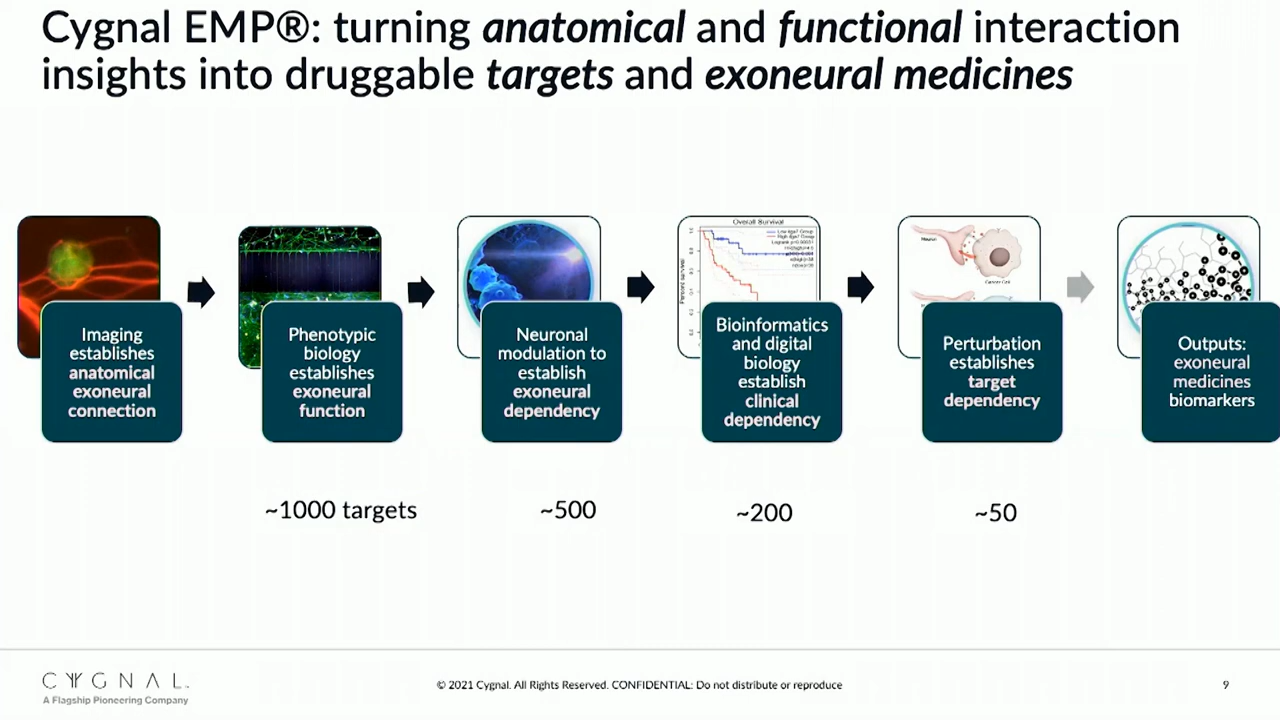 Cygnal EMP®: turning anatomical and functional interaction
insights into druggable targets and exoneural medicines
Overall Survival
Neuron
Cancer Cell
Imaging
establishes
anatomical
exoneural
connection
Phenotypic
biology
establishes
exoneural
function
Neuronal
modulation to
establish
exoneural
dependency
Bioinformatics
and digital
biology
establish
clinical
dependency
Perturbation
establishes
target
dependency
Outputs:
exoneural
medicines
biomarkers
~1000 targets
~500
~200
~50
CYGNAL
A Flagship Pioneering Company
© 2021 Cygnal. All Rights Reserved. CONFIDENTIAL: Do not distribute or reproduce
9